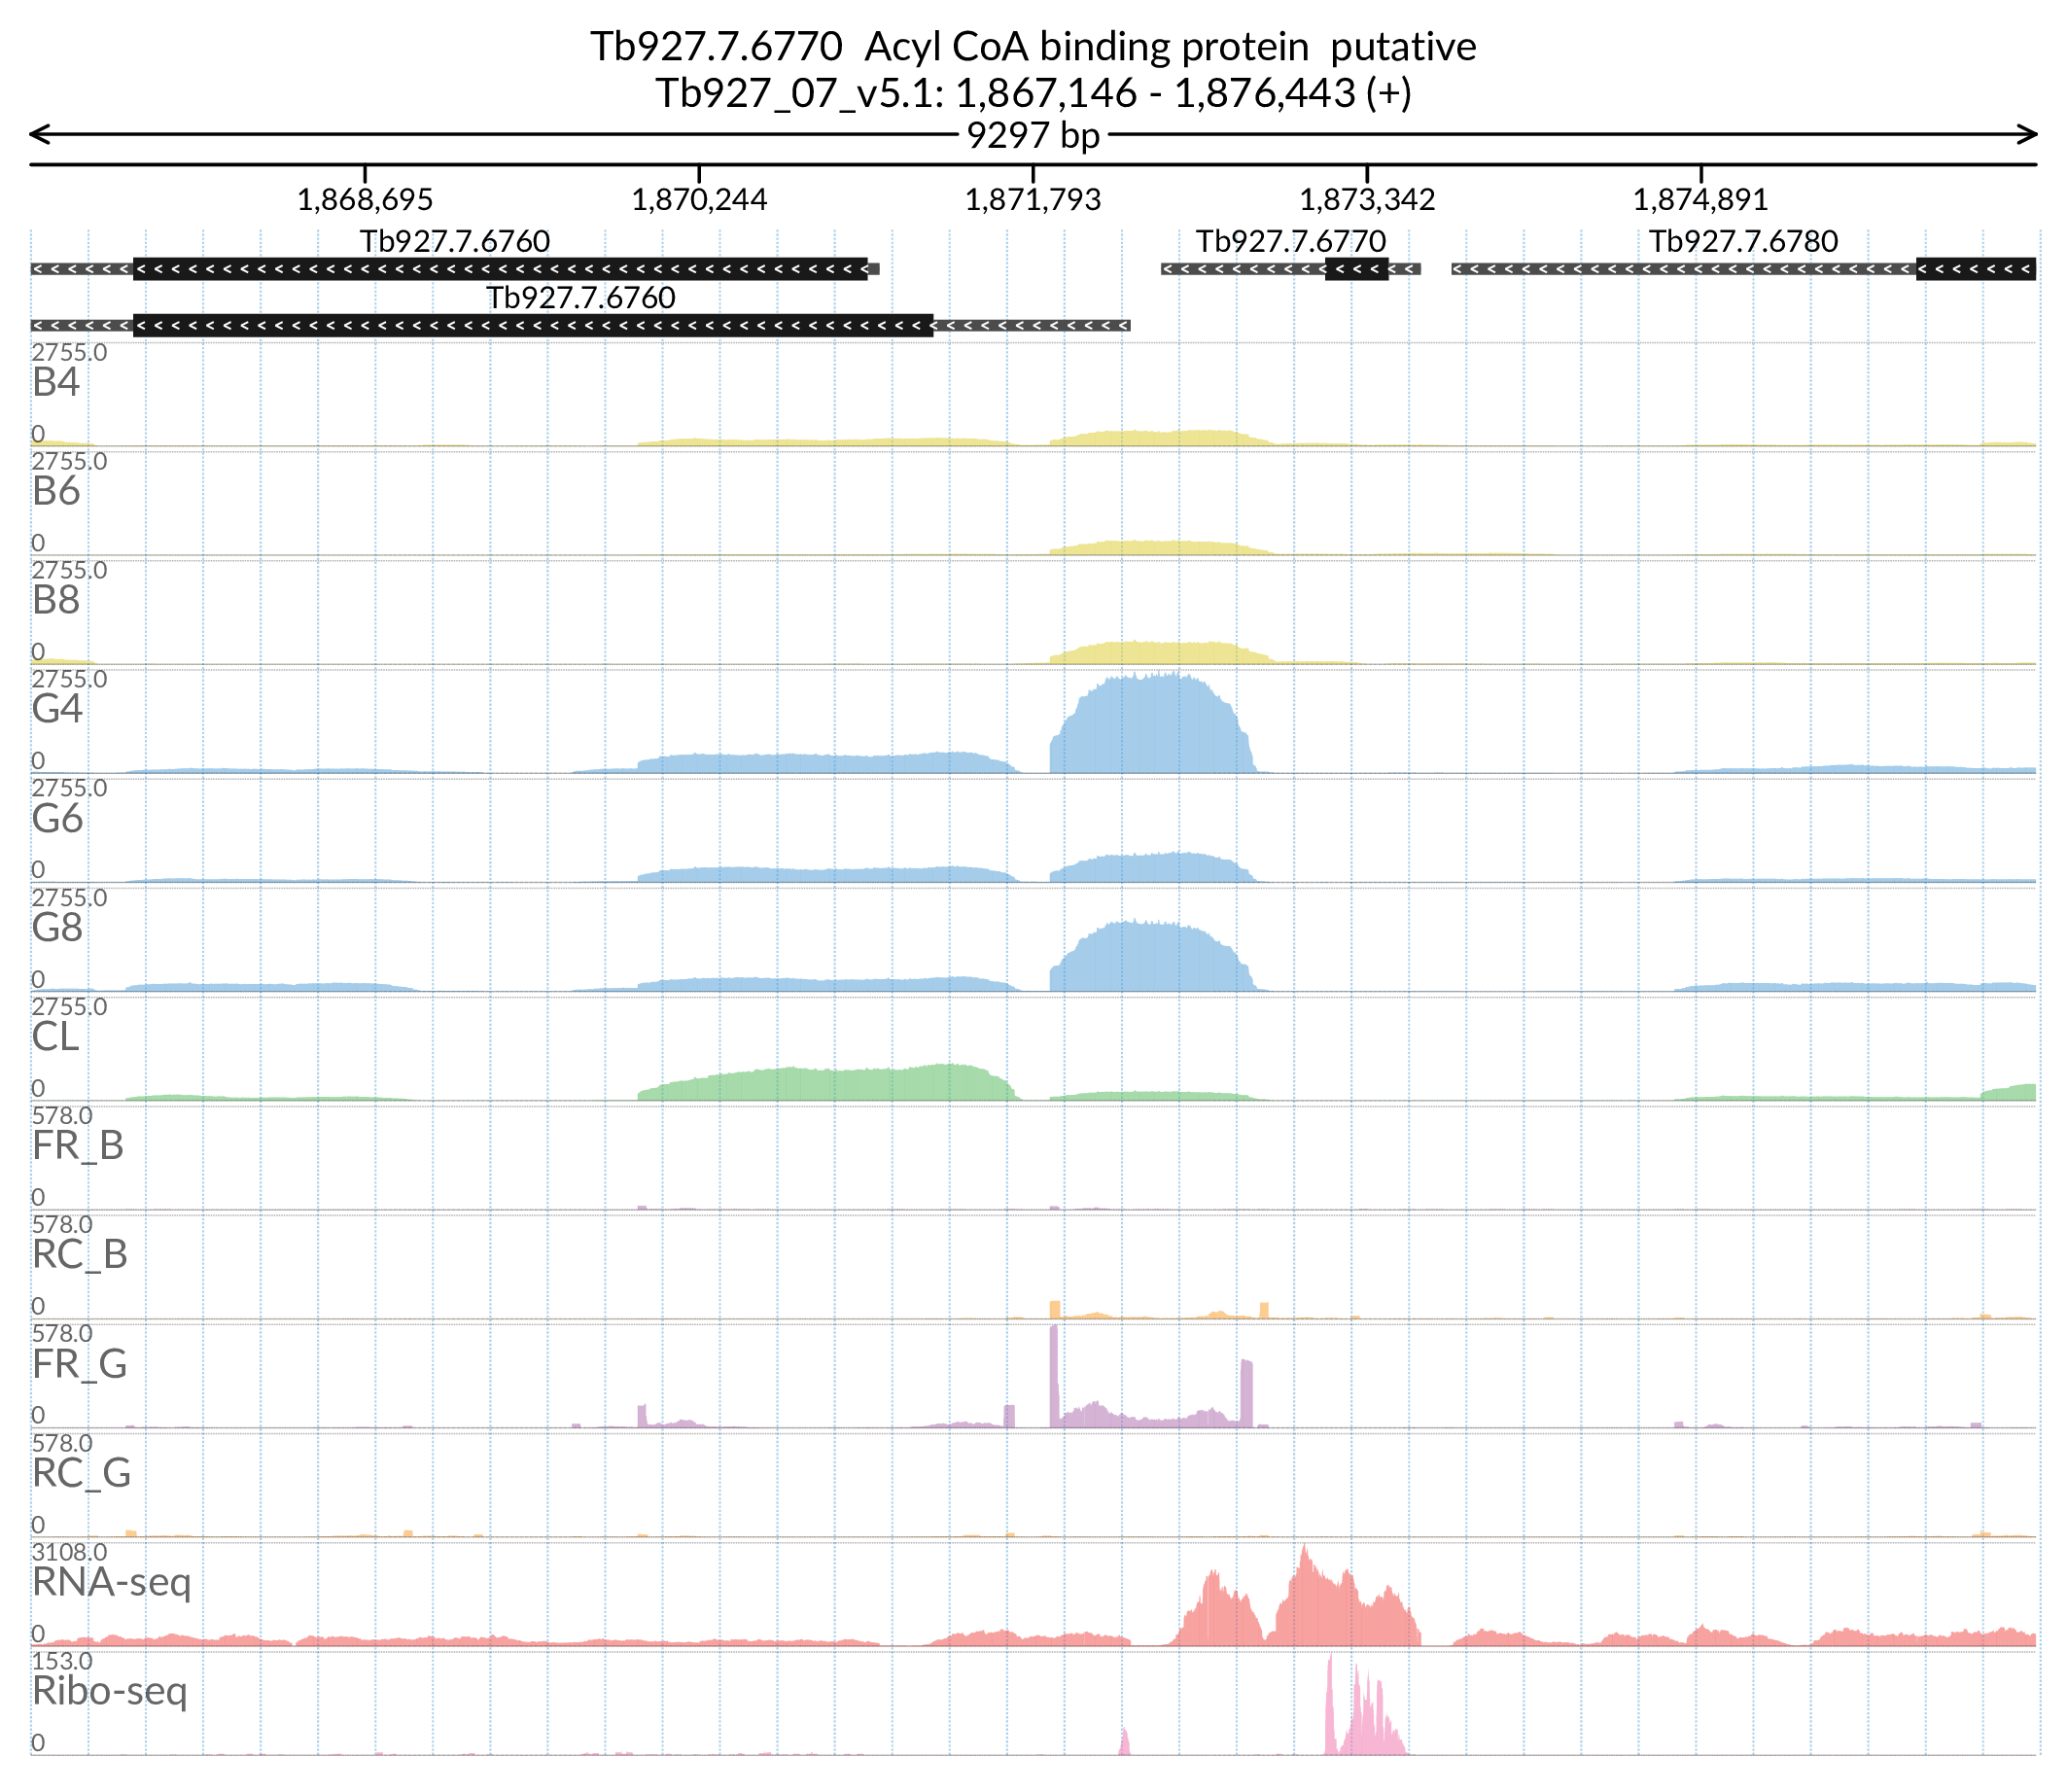 Tb927.7.6770  Acyl CoA binding protein  putative
Tb927_07_v5.1: 1,867,146 - 1,876,443 (+)
9297 bp
1,868,695 1,870,244 1,871,793 1,873,342 1,874,891
Tb927.7.6760 Tb927.7.6770 Tb927.7.6780
Tb927.7.6760
2755.0
B4
0
2755.0
B6
0
2755.0
B8
0
2755.0
G4
0
2755.0
G6
0
2755.0
G8
0
2755.0
CL
0
578.0
FR_B
0
578.0
RC_B
0
578.0
FR_G
0
578.0
RC_G
0
3108.0
RNA-seq
0
153.0
Ribo-seq
0